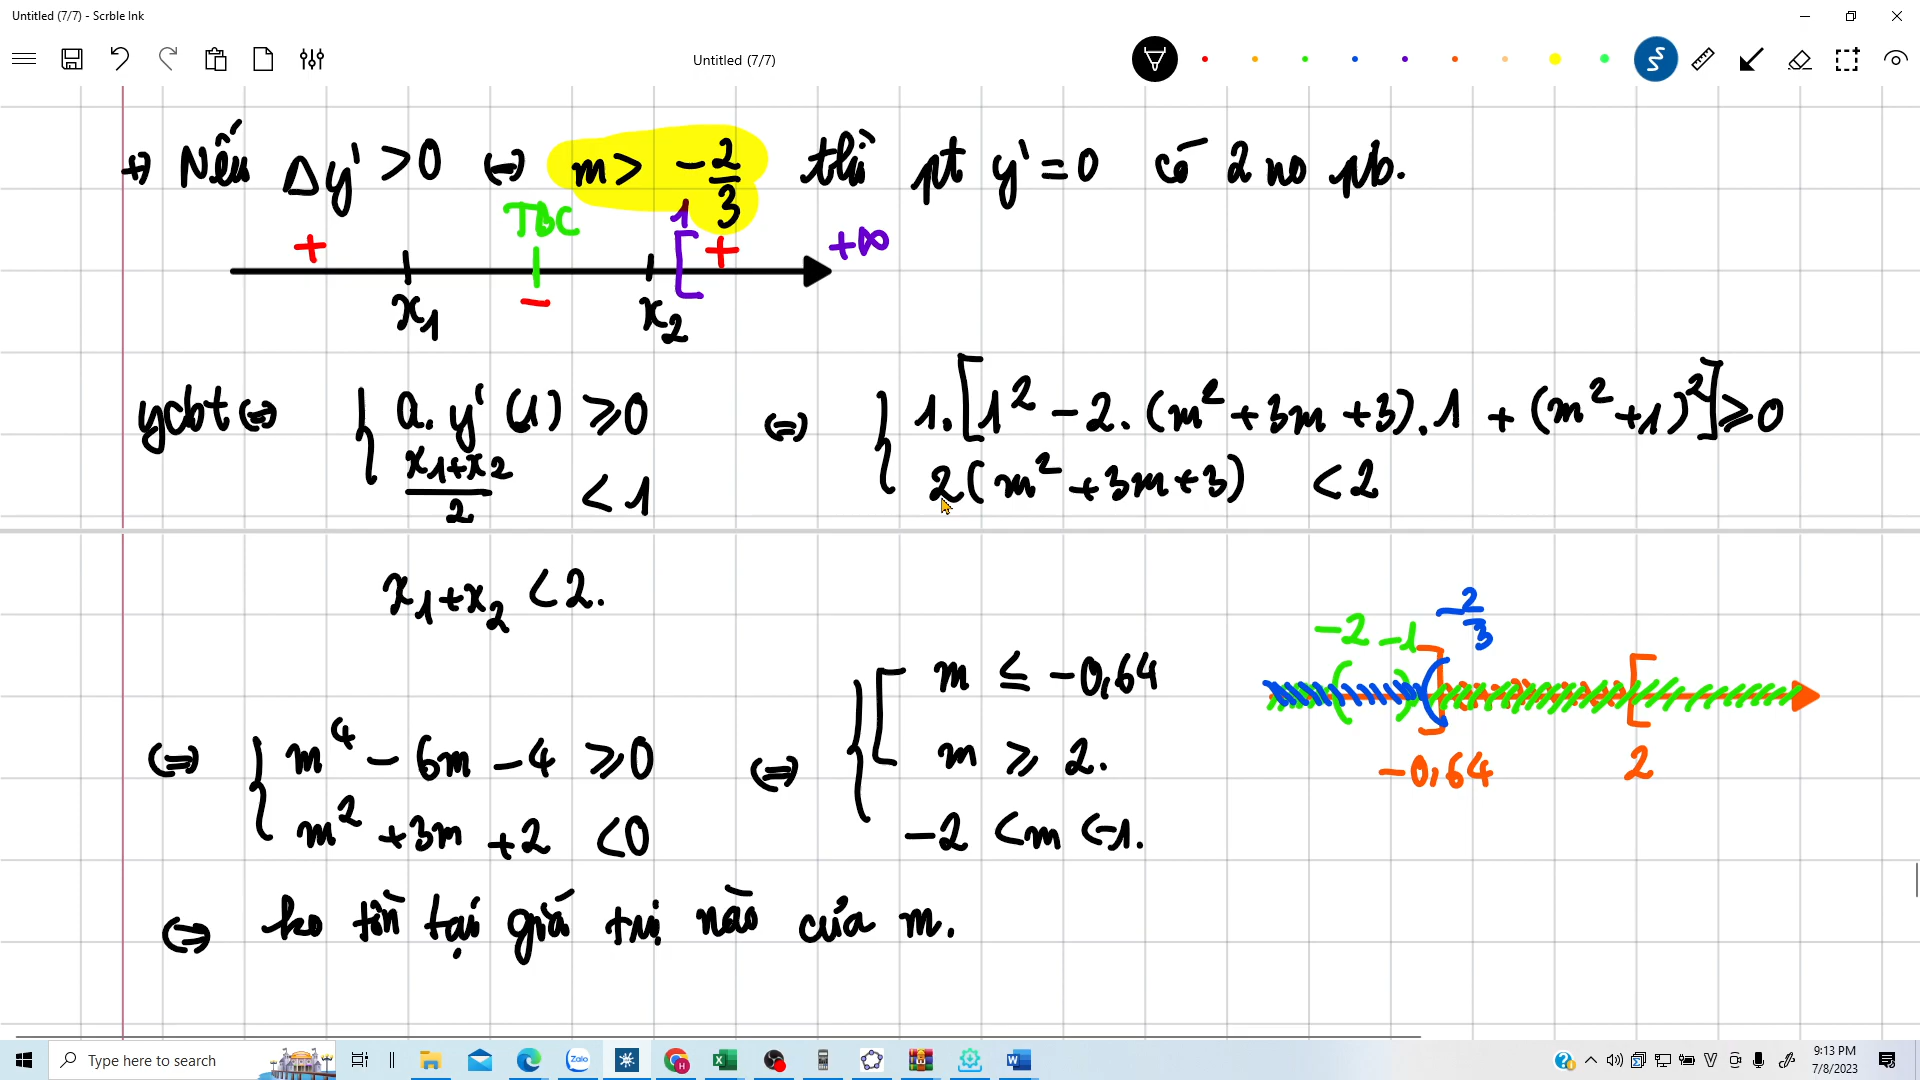 Untitled (7/7) - Scrble Ink
Untitled (7/7)
+) Nếu Δy' > 0 (=) m > -2/3 thì pt y' = 0 có 2 no pb.
TBC 1
+ + +∞
-
x₁ x₂
ycbt (=) { a. y' (1) ≥ 0 (=) { 1. [1² - 2. (m² + 3m + 3). 1 + (m² + 1)²] ≥ 0
(x₁ + x₂)/2 < 1 2(m² + 3m + 3) < 2
x₁ + x₂ < 2.
-2 -1 -2/3
-0,64 2
(=) { m⁴ - 6m - 4 ≥ 0 (=) { [ m ≤ -0,64
m ≥ 2.
m² + 3m + 2 < 0 -2 < m < -1.
(=) ko tồn tại giá trị nào của m.
Type here to search
Zalo
9:13 PM
7/8/2023